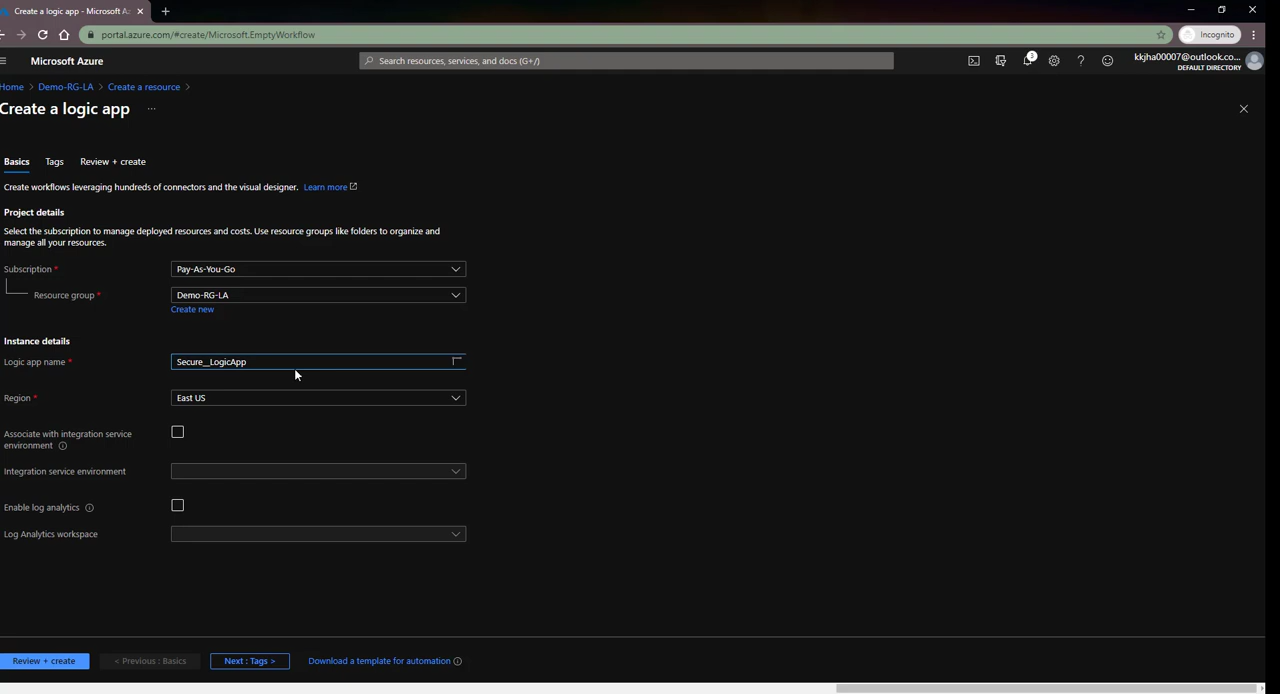 Create a logic app - Microsoft Az
portal.azure.com/#create/Microsoft.EmptyWorkflow
Incognito
Microsoft Azure
Search resources, services, and docs (G+/)
3
kkjha00007@outlook.co...
DEFAULT DIRECTORY
Home > Demo-RG-LA > Create a resource >
Create a logic app ...
Basics Tags Review + create
Create workflows leveraging hundreds of connectors and the visual designer. Learn more
Project details
Select the subscription to manage deployed resources and costs. Use resource groups like folders to organize and
manage all your resources.
Subscription * Pay-As-You-Go
Resource group * Demo-RG-LA
Create new
Instance details
Logic app name * Secure_LogicApp
Region * East US
Associate with integration service
environment
Integration service environment
Enable log analytics
Log Analytics workspace
Review + create < Previous : Basics Next : Tags > Download a template for automation